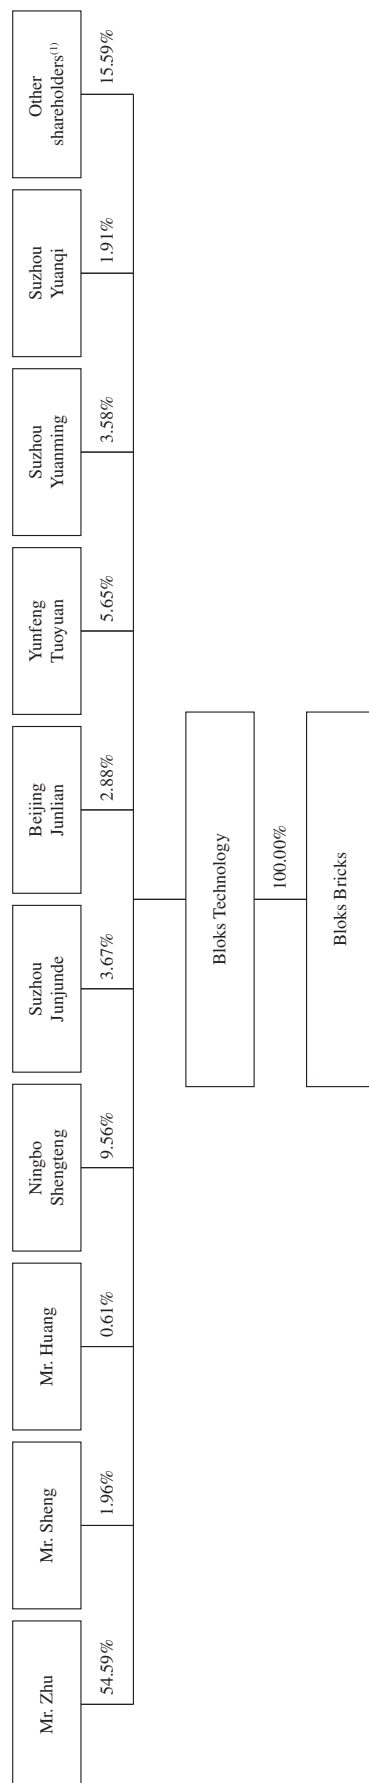 Mr. Zhu
Mr. Sheng
Mr. Huang
Ningbo
Shengteng
Suzhou
Junjunde
Beijing
Junlian
Yunfeng
Tuoyuan
Suzhou
Yuanming
Suzhou
Yuanqi
Other
shareholders(1)
54.59%
1.96%
0.61%
9.56%
3.67%
2.88%
5.65%
3.58%
1.91%
15.59%
Bloks Technology
100.00%
Bloks Bricks